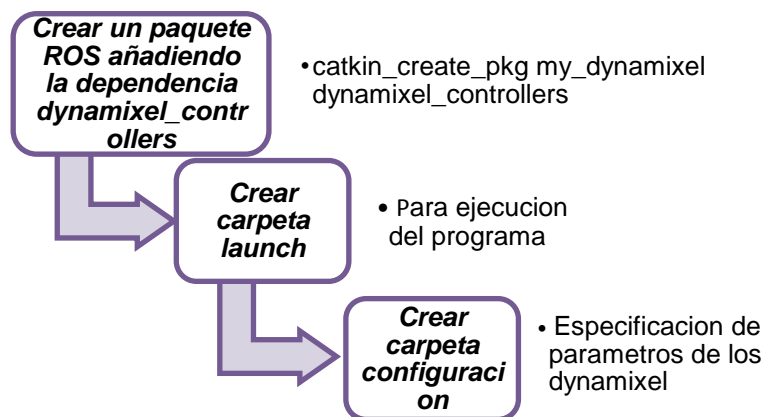 Crear un paquete
ROS añadiendo
la dependencia
dynamixel_contr
ollers
•catkin_create_pkg my_dynamixel
dynamixel_controllers
Crear
carpeta
launch
• Para ejecucion
del programa
Crear
carpeta
configuraci
on
• Especificacion de
parametros de los
dynamixel